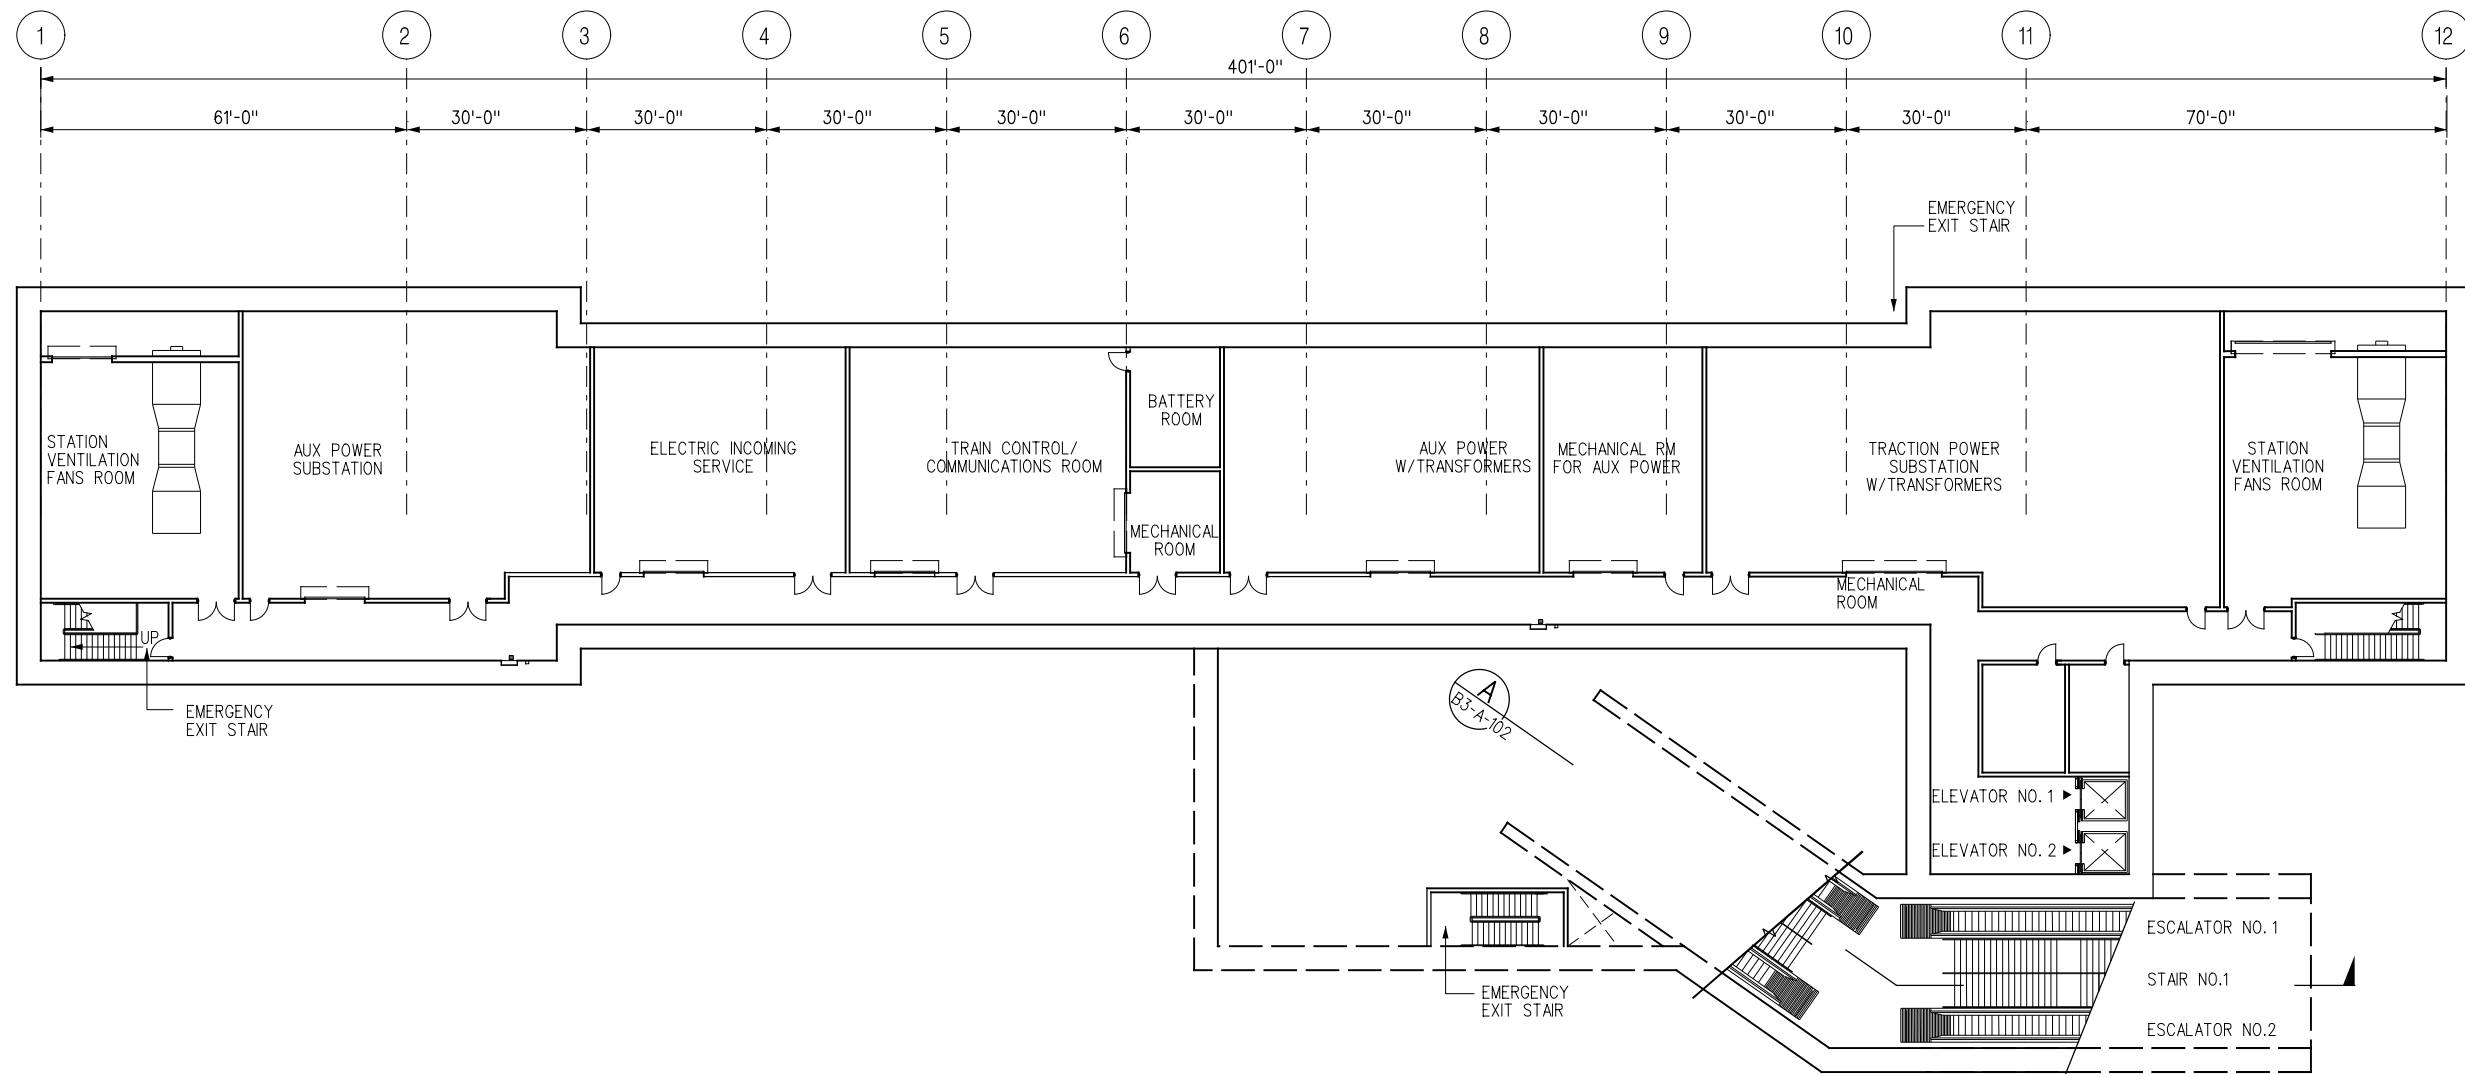 1
2
3
4
5
6
7
8
9
10
11
12
401'-0"
61'-0"
30'-0"
30'-0"
30'-0"
30'-0"
30'-0"
30'-0"
30'-0"
30'-0"
30'-0"
70'-0"
EMERGENCY
EXIT STAIR
STATION
VENTILATION
FANS ROOM
AUX POWER
SUBSTATION
ELECTRIC INCOMING
SERVICE
TRAIN CONTROL/
COMMUNICATIONS ROOM
BATTERY
ROOM
MECHANICAL
ROOM
AUX POWER
W/TRANSFORMERS
MECHANICAL RM
FOR AUX POWER
TRACTION POWER
SUBSTATION
W/TRANSFORMERS
STATION
VENTILATION
FANS ROOM
MECHANICAL
ROOM
UP
EMERGENCY
EXIT STAIR
A
B3-A-102
ELEVATOR NO.1
ELEVATOR NO.2
ESCALATOR NO.1
STAIR NO.1
ESCALATOR NO.2
EMERGENCY
EXIT STAIR